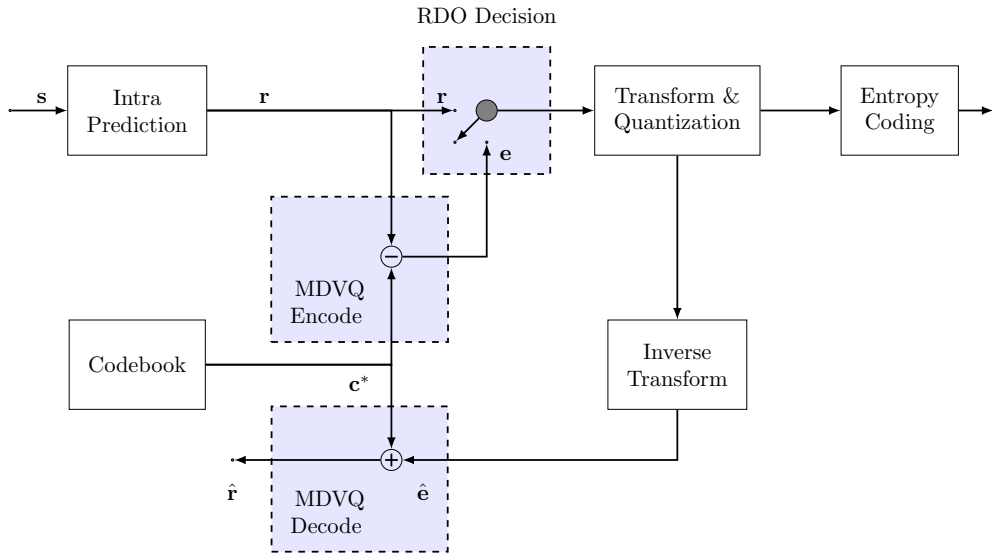 RDO Decision
s
Intra
Prediction
r
r
e
Transform &
Quantization
Entropy
Coding
−
MDVQ
Encode
Codebook
c*
Inverse
Transform
+
r̂
ê
MDVQ
Decode